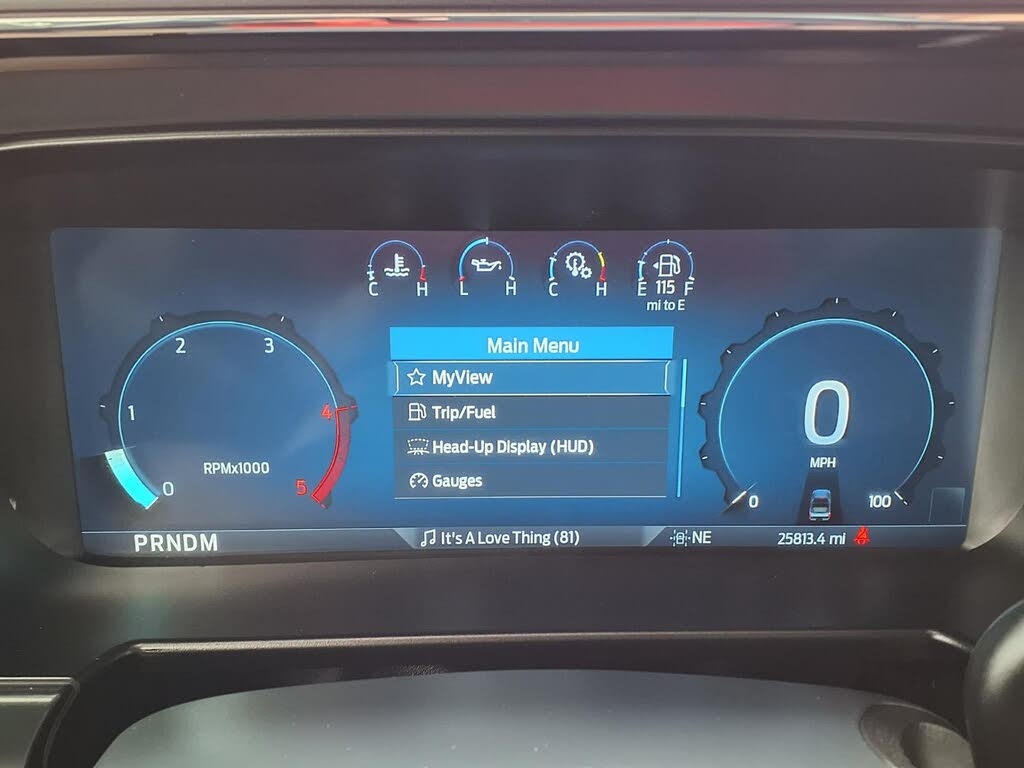 C H L H C H E 115 F
mi to E
Main Menu
MyView
Trip/Fuel
Head-Up Display (HUD)
Gauges
0 1 2 3 4 5
RPMx1000
0
MPH
0 100
PRNDM
It's A Love Thing (81)
NE
25813.4 mi